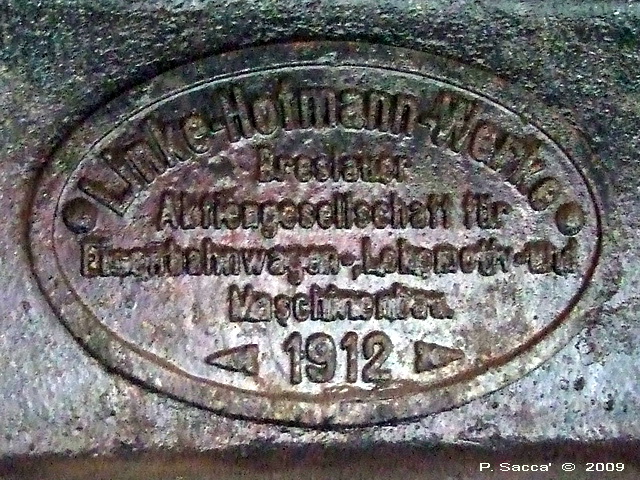 Linke-Hofmann-Werke
Breslauer
Aktiengesellschaft für
Eisenbahnwagen-, Lokomotiv- und
Maschinenbau.
1912
P. Sacca' © 2009